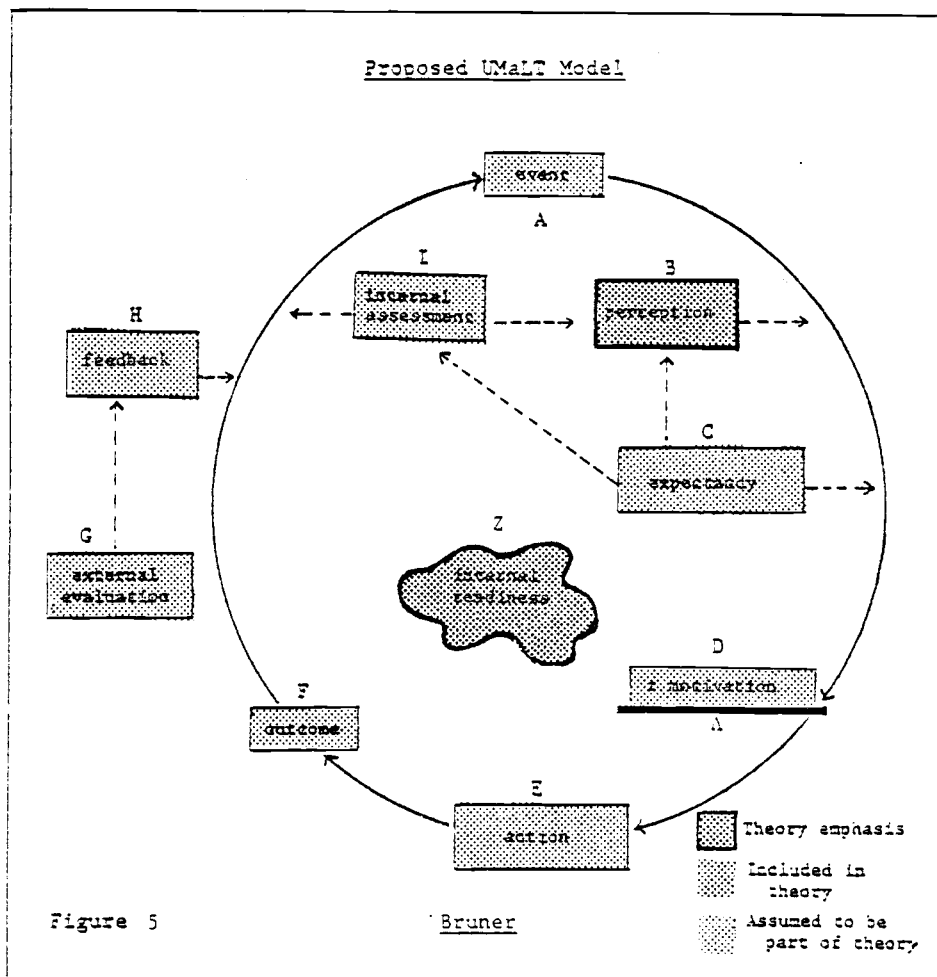 Proposed UMaLT Model
event
A
I
B
internal
assessment
perception
H
feedback
C
expectancy
Z
G
internal
readiness
external
evaluation
D
motivation
F
A
outcome
E
action
Theory emphasis
Included in
theory
Assumed to be
part of theory
Figure 5
Bruner